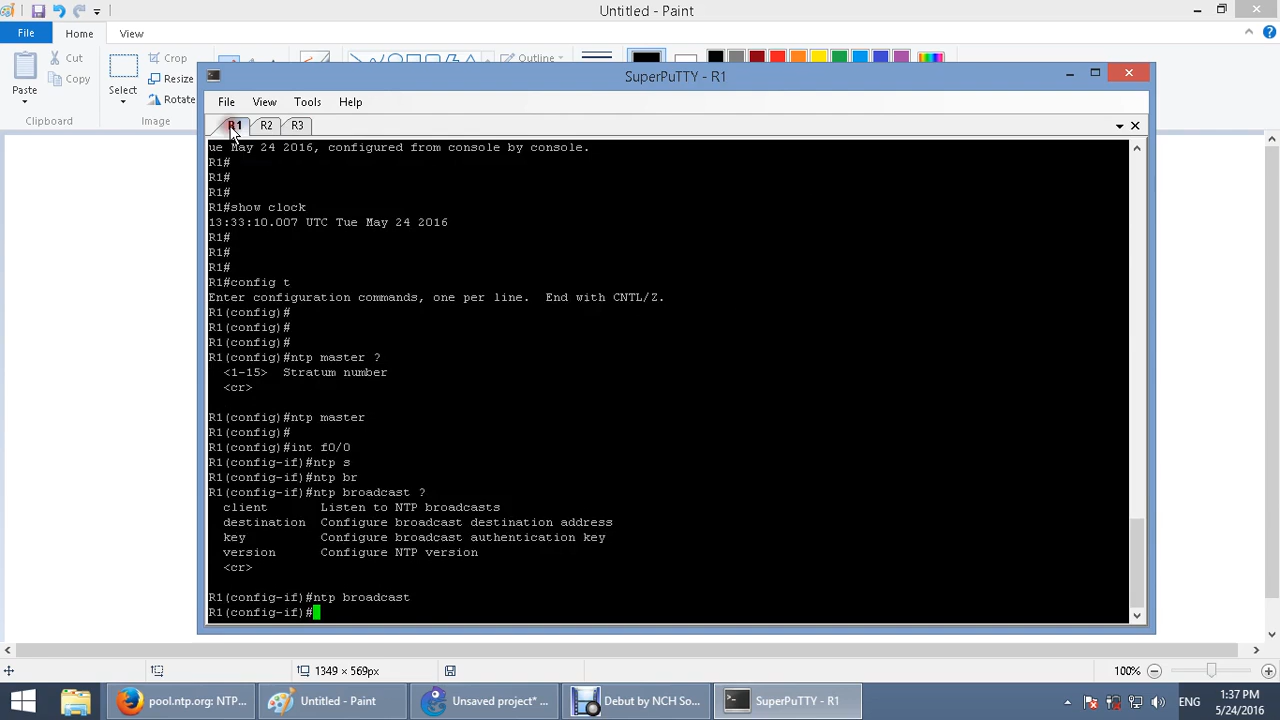 Untitled - Paint
File
Home
View
Paste
Cut
Copy
Select
Crop
Resize
Rotate
Outline
Clipboard
Image
SuperPuTTY - R1
File View Tools Help
R1 R2 R3
ue May 24 2016, configured from console by console.
R1#
R1#
R1#
R1#show clock
13:33:10.007 UTC Tue May 24 2016
R1#
R1#
R1#
R1#config t
Enter configuration commands, one per line.  End with CNTL/Z.
R1(config)#
R1(config)#
R1(config)#
R1(config)#ntp master ?
<1-15>  Stratum number
<cr>
R1(config)#ntp master
R1(config)#
R1(config)#int f0/0
R1(config-if)#ntp s
R1(config-if)#ntp br
R1(config-if)#ntp broadcast ?
client       Listen to NTP broadcasts
destination  Configure broadcast destination address
key          Configure broadcast authentication key
version      Configure NTP version
<cr>
R1(config-if)#ntp broadcast
R1(config-if)#
1349 × 569px
100%
pool.ntp.org: NTP...
Untitled - Paint
Unsaved project*...
Debut by NCH So...
SuperPuTTY - R1
ENG
1:37 PM
5/24/2016